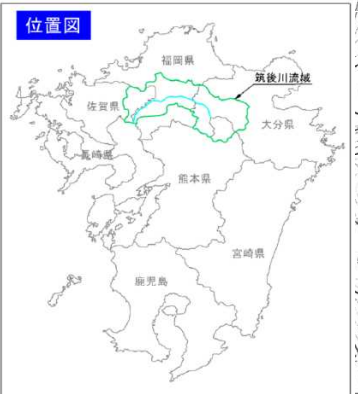 位置図
福岡県
筑後川流域
佐賀県
大分県
長崎県
熊本県
宮崎県
鹿児島